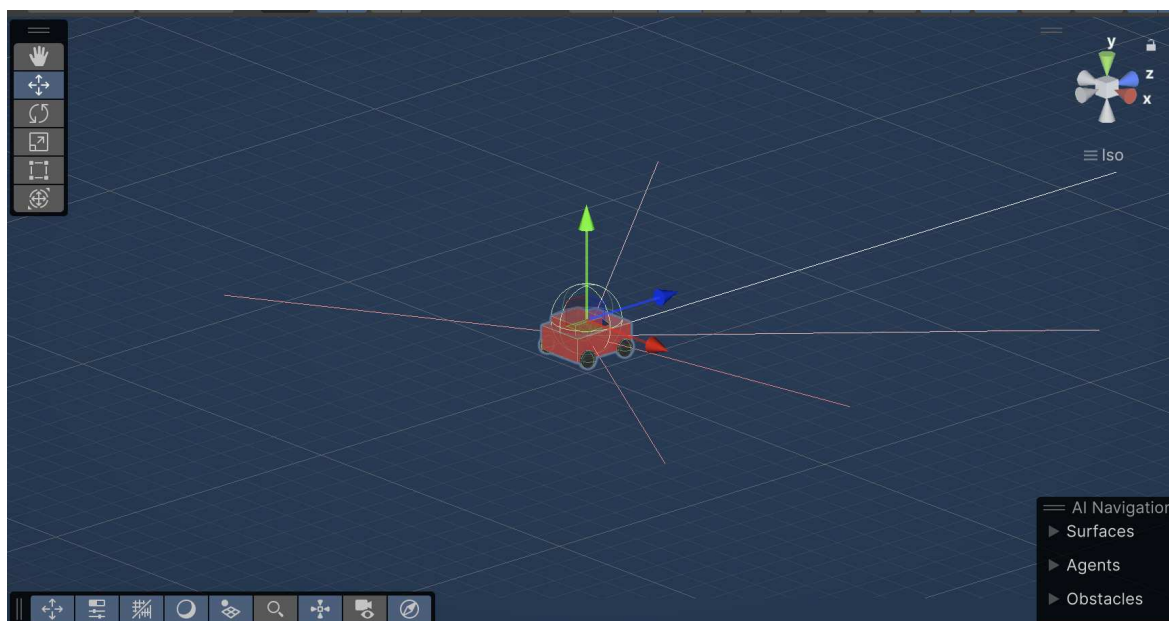 y
z
x
Iso
AI Navigation
Surfaces
Agents
Obstacles